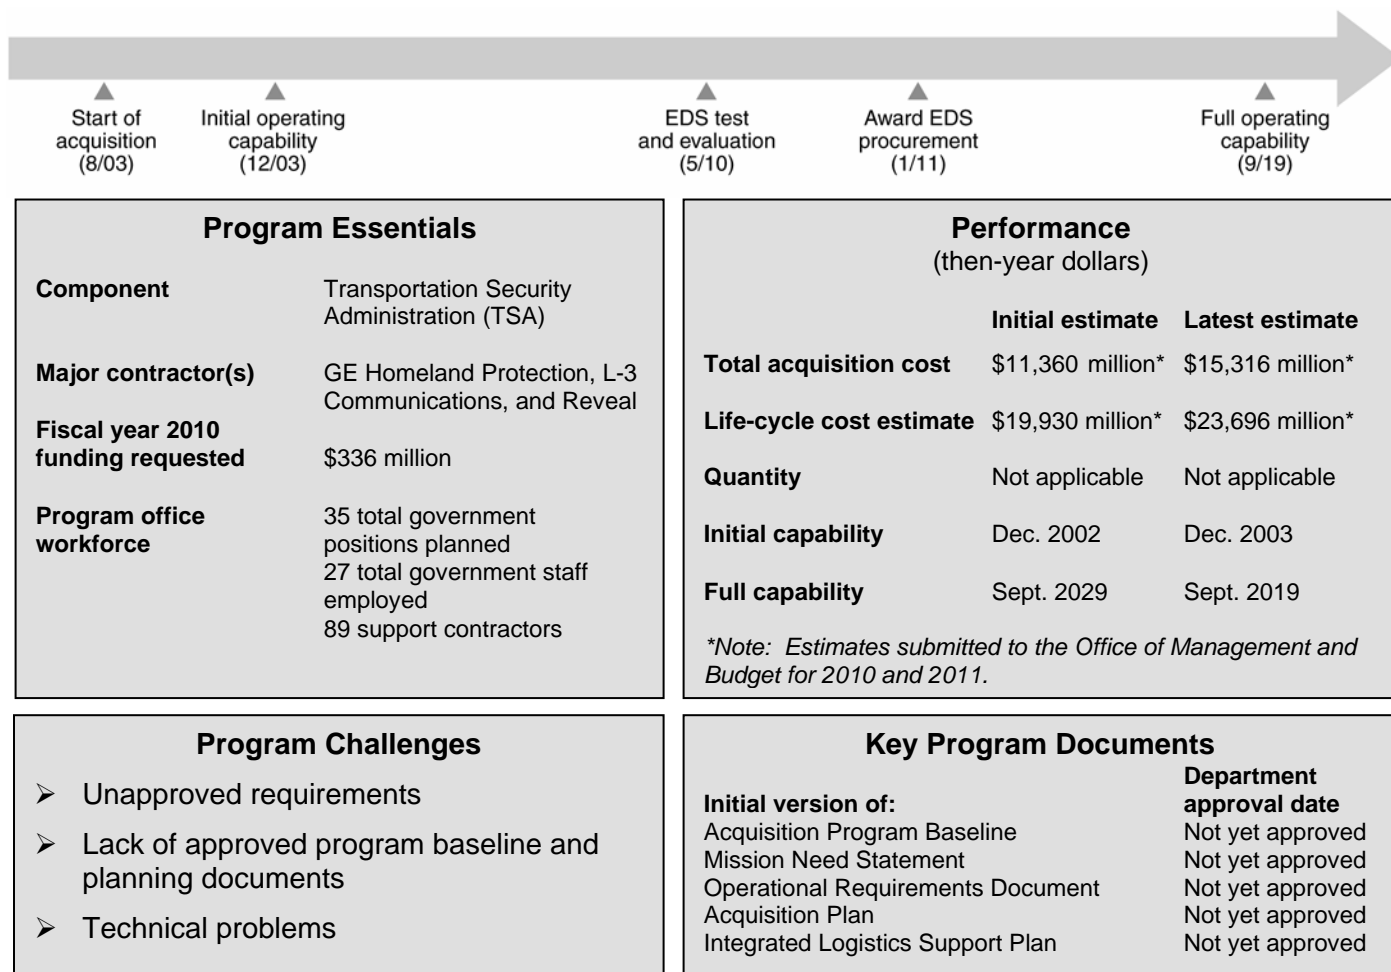 Start of
acquisition
(8/03)
Initial operating
capability
(12/03)
EDS test
and evaluation
(5/10)
Award EDS
procurement
(1/11)
Full operating
capability
(9/19)
Program Essentials
Component
Transportation Security
Administration (TSA)
Major contractor(s)
GE Homeland Protection, L-3
Communications, and Reveal
Fiscal year 2010
funding requested
$336 million
Program office
workforce
35 total government
positions planned
27 total government staff
employed
89 support contractors
Performance
(then-year dollars)
Initial estimate Latest estimate
Total acquisition cost $11,360 million* $15,316 million*
Life-cycle cost estimate $19,930 million* $23,696 million*
Quantity Not applicable Not applicable
Initial capability Dec. 2002 Dec. 2003
Full capability Sept. 2029 Sept. 2019
*Note: Estimates submitted to the Office of Management and
Budget for 2010 and 2011.
Program Challenges
➢ Unapproved requirements
➢ Lack of approved program baseline and
planning documents
➢ Technical problems
Key Program Documents
Department
Initial version of: approval date
Acquisition Program Baseline Not yet approved
Mission Need Statement Not yet approved
Operational Requirements Document Not yet approved
Acquisition Plan Not yet approved
Integrated Logistics Support Plan Not yet approved